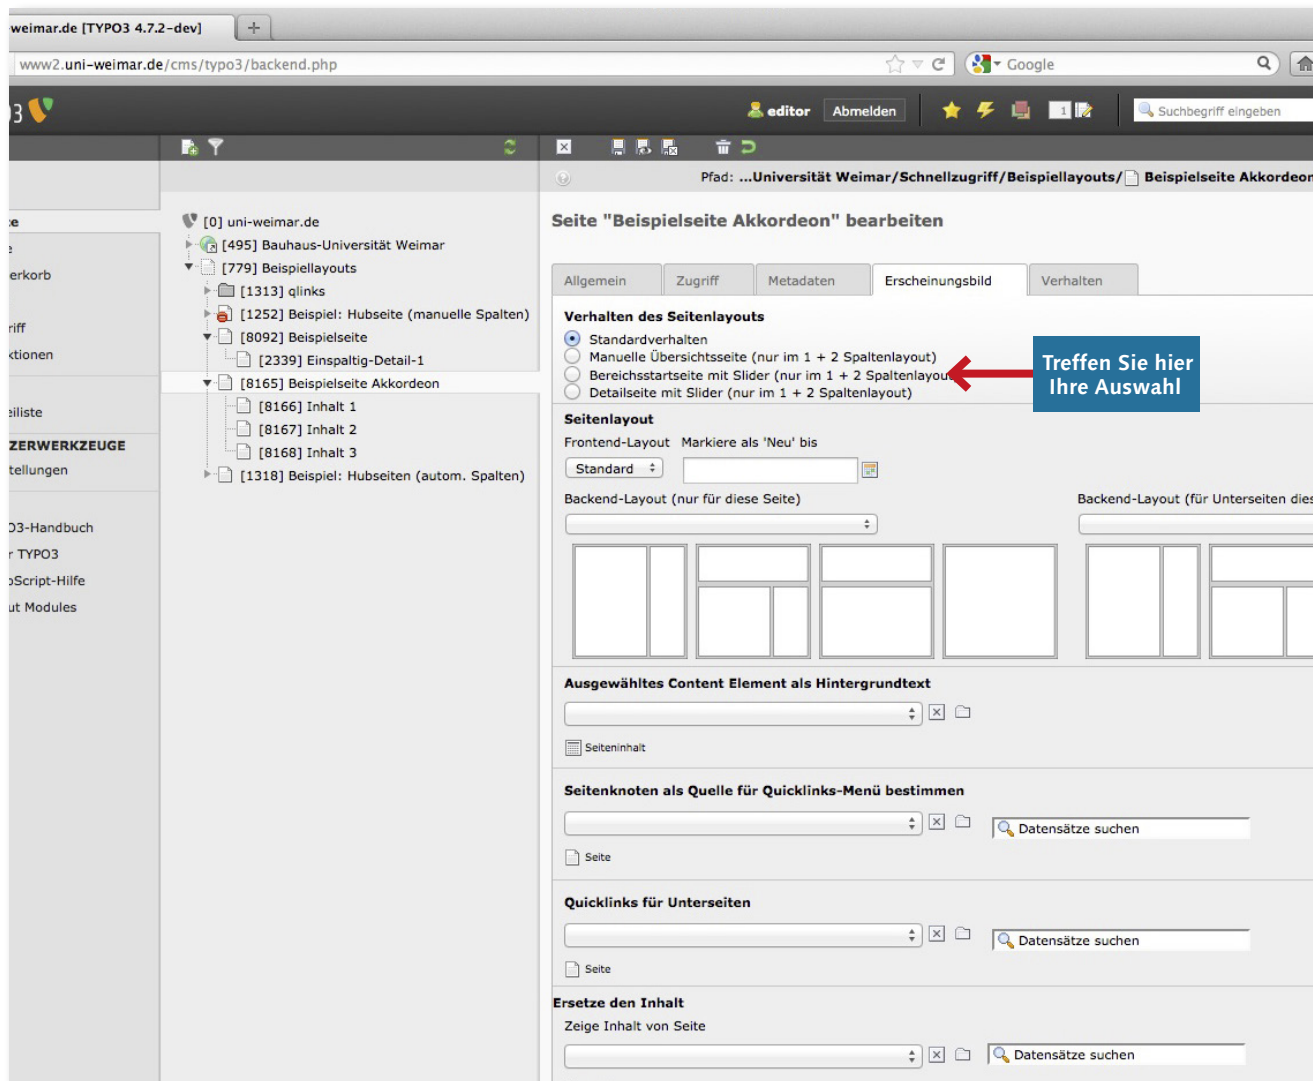 weimar.de [TYPO3 4.7.2-dev]
www2.uni-weimar.de/cms/typo3/backend.php
Google
editor
Abmelden
1
Suchbegriff eingeben
Pfad: ...Universität Weimar/Schnellzugriff/Beispiellayouts/ Beispielseite Akkordeon
erkorb
riff
ktionen
eiliste
ZERWERKZEUGE
tellungen
O3-Handbuch
r TYPO3
oScript-Hilfe
ut Modules
[0] uni-weimar.de
[495] Bauhaus-Universität Weimar
[779] Beispiellayouts
[1313] qlinks
[1252] Beispiel: Hubseite (manuelle Spalten)
[8092] Beispielseite
[2339] Einspaltig-Detail-1
[8165] Beispielseite Akkordeon
[8166] Inhalt 1
[8167] Inhalt 2
[8168] Inhalt 3
[1318] Beispiel: Hubseiten (autom. Spalten)
Seite "Beispielseite Akkordeon" bearbeiten
Allgemein
Zugriff
Metadaten
Erscheinungsbild
Verhalten
Verhalten des Seitenlayouts
Standardverhalten
Manuelle Übersichtsseite (nur im 1 + 2 Spaltenlayout)
Bereichsstartseite mit Slider (nur im 1 + 2 Spaltenlayou
Detailseite mit Slider (nur im 1 + 2 Spaltenlayout)
Treffen Sie hier
Ihre Auswahl
Seitenlayout
Frontend-Layout Markiere als 'Neu' bis
Standard
Backend-Layout (nur für diese Seite)
Backend-Layout (für Unterseiten dies
Ausgewähltes Content Element als Hintergrundtext
Seiteninhalt
Seitenknoten als Quelle für Quicklinks-Menü bestimmen
Datensätze suchen
Seite
Quicklinks für Unterseiten
Datensätze suchen
Seite
Ersetze den Inhalt
Zeige Inhalt von Seite
Datensätze suchen